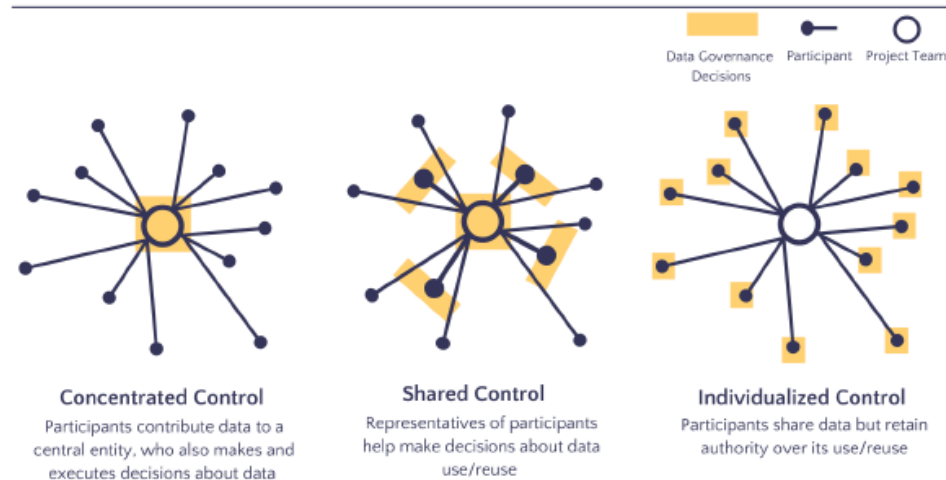 Data Governance
Decisions
Participant
Project Team
Concentrated Control
Participants contribute data to a
central entity, who also makes and
executes decisions about data
Shared Control
Representatives of participants
help make decisions about data
use/reuse
Individualized Control
Participants share data but retain
authority over its use/reuse